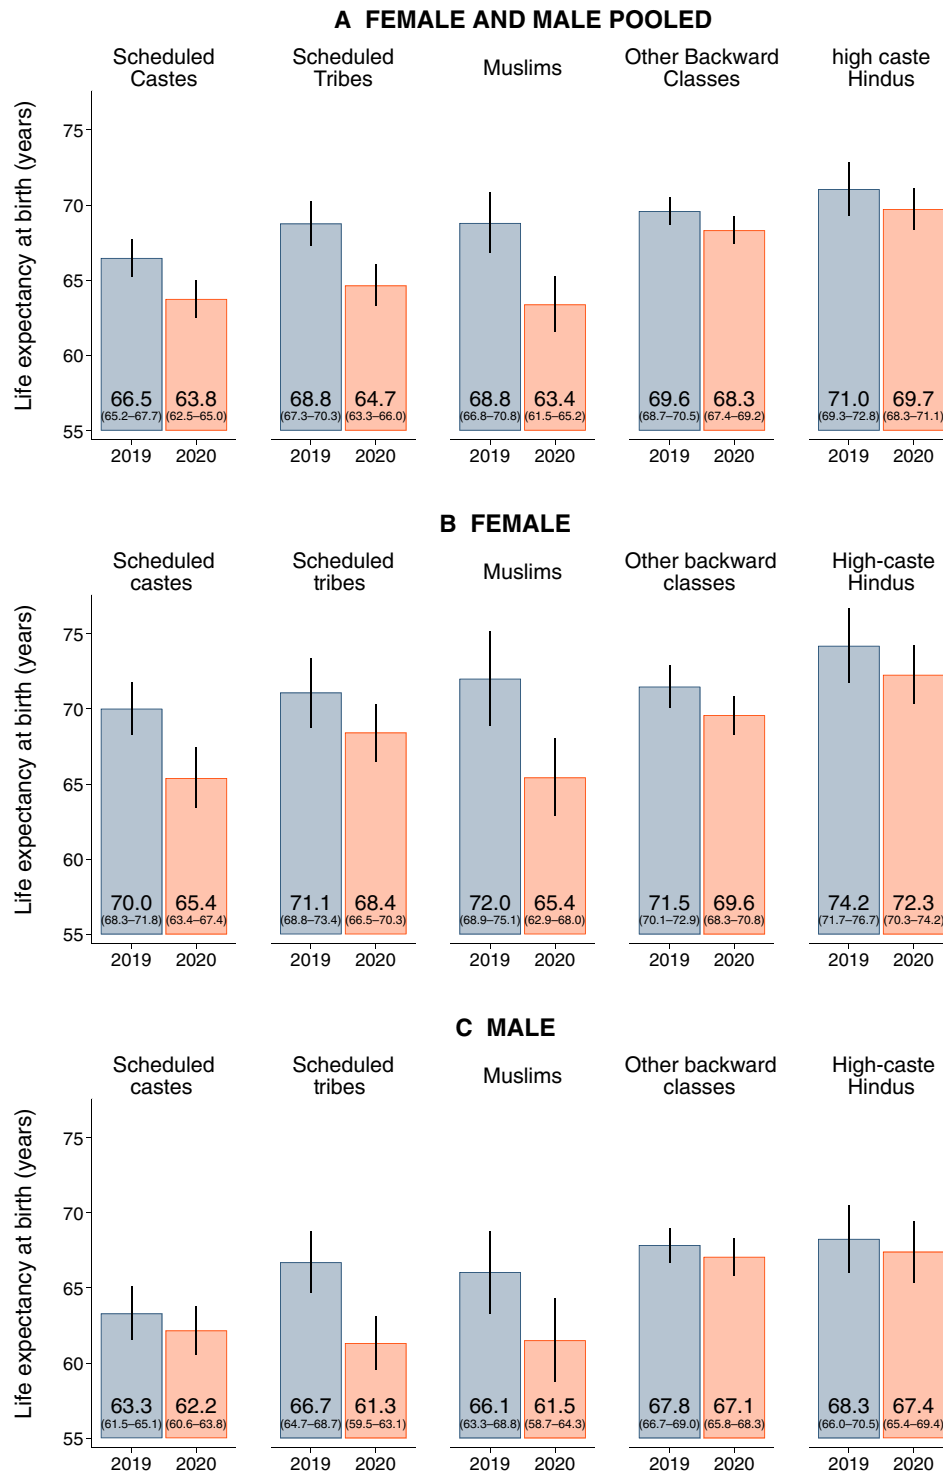 A FEMALE AND MALE POOLED
Scheduled
Castes
Scheduled
Tribes
Muslims
Other Backward
Classes
high caste
Hindus
Life expectancy at birth (years)
75
70
65
60
55
66.5 63.8 68.8 64.7 68.8 63.4 69.6 68.3 71.0 69.7
(65.2–67.7) (62.5–65.0) (67.3–70.3) (63.3–66.0) (66.8–70.8) (61.5–65.2) (68.7–70.5) (67.4–69.2) (69.3–72.8) (68.3–71.1)
2019 2020 2019 2020 2019 2020 2019 2020 2019 2020
B FEMALE
Scheduled
castes
Scheduled
tribes
Muslims
Other backward
classes
High-caste
Hindus
Life expectancy at birth (years)
75
70
65
60
55
70.0 65.4 71.1 68.4 72.0 65.4 71.5 69.6 74.2 72.3
(68.3–71.8) (63.4–67.4) (68.8–73.4) (66.5–70.3) (68.9–75.1) (62.9–68.0) (70.1–72.9) (68.3–70.8) (71.7–76.7) (70.3–74.2)
2019 2020 2019 2020 2019 2020 2019 2020 2019 2020
C MALE
Scheduled
castes
Scheduled
tribes
Muslims
Other backward
classes
High-caste
Hindus
Life expectancy at birth (years)
75
70
65
60
55
63.3 62.2 66.7 61.3 66.1 61.5 67.8 67.1 68.3 67.4
(61.5–65.1) (60.6–63.8) (64.7–68.7) (59.5–63.1) (63.3–68.8) (58.7–64.3) (66.7–69.0) (65.8–68.3) (66.0–70.5) (65.4–69.4)
2019 2020 2019 2020 2019 2020 2019 2020 2019 2020